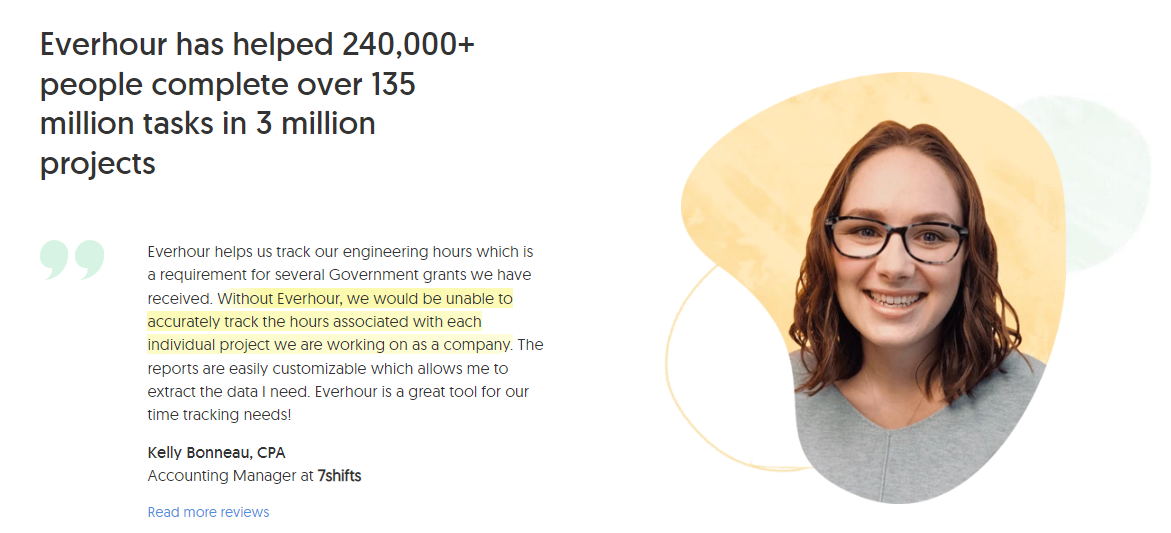 Everhour has helped 240,000+
people complete over 135
million tasks in 3 million
projects
Everhour helps us track our engineering hours which is
a requirement for several Government grants we have
received. Without Everhour, we would be unable to
accurately track the hours associated with each
individual project we are working on as a company. The
reports are easily customizable which allows me to
extract the data I need. Everhour is a great tool for our
time tracking needs!
Kelly Bonneau, CPA
Accounting Manager at 7shifts
Read more reviews